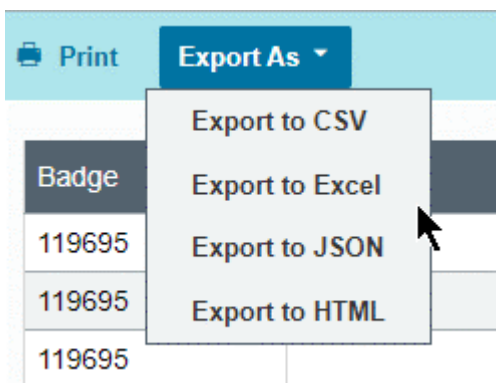 Print Export As
Export to CSV
Badge
Export to Excel
119695
Export to JSON
119695
Export to HTML
119695